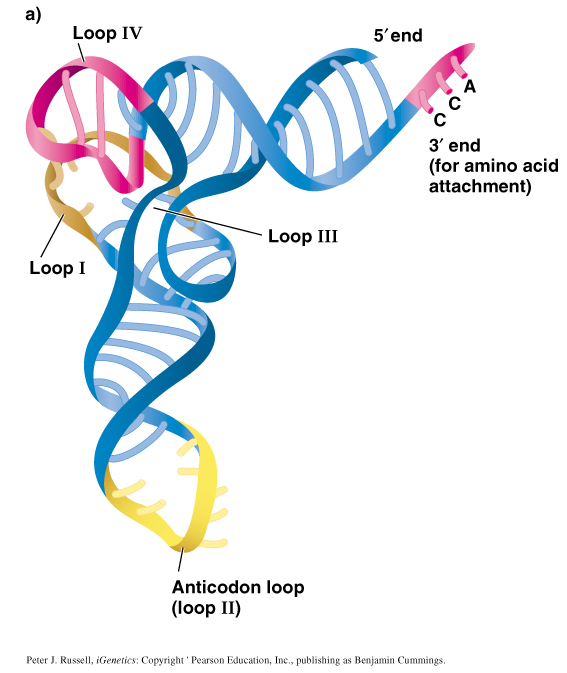 a)
Loop IV
5′ end
A
C
C
3′ end
(for amino acid
attachment)
Loop III
Loop I
Anticodon loop
(loop II)
Peter J. Russell, iGenetics: Copyright ' Pearson Education, Inc., publishing as Benjamin Cummings.